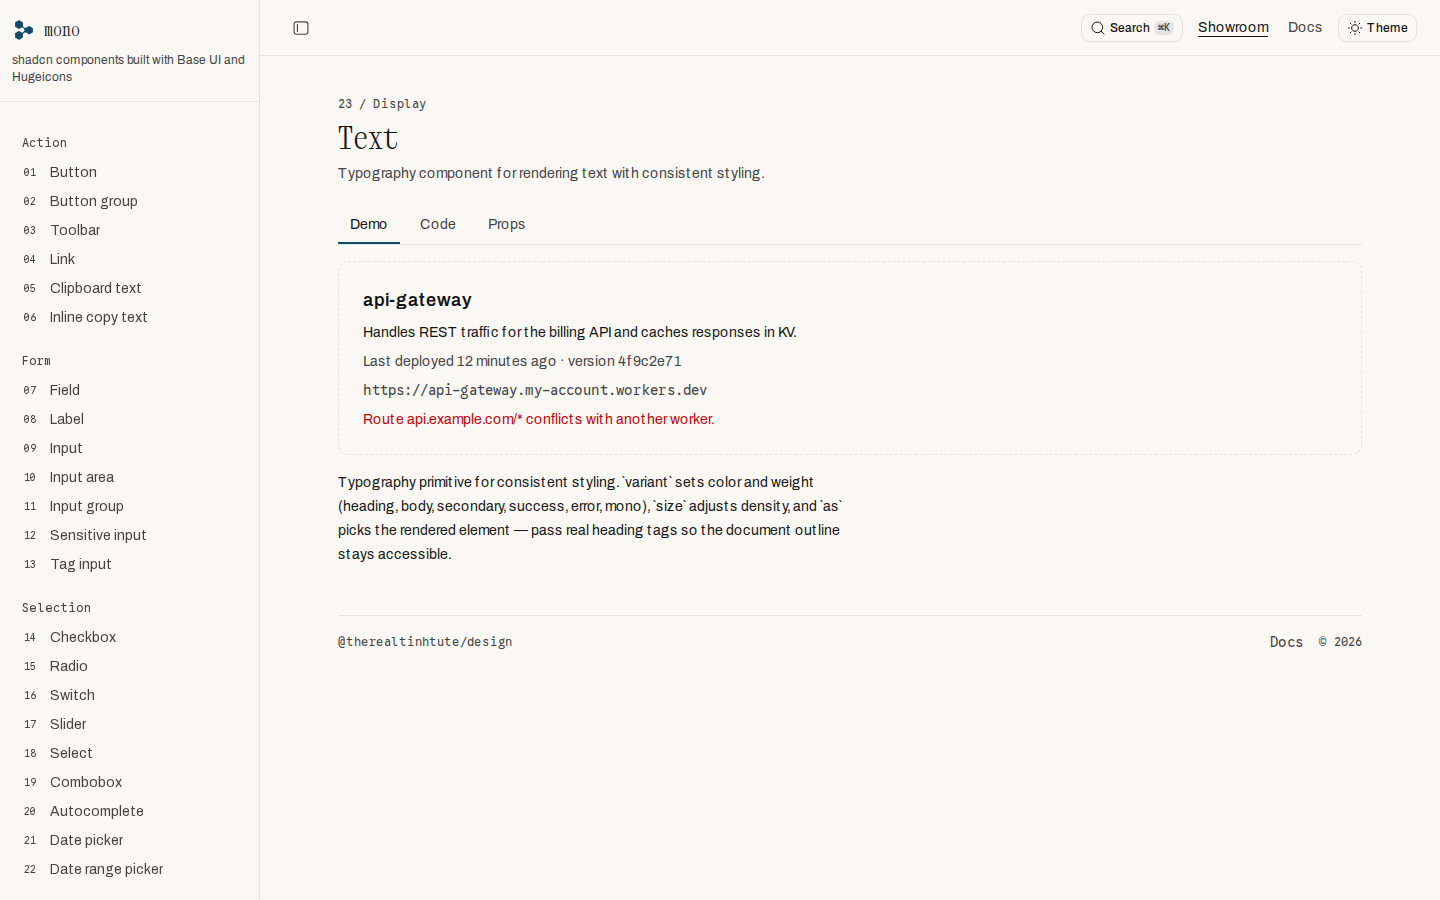 mono
shadcn components built with Base UI and
Hugeicons
Action
01 Button
02 Button group
03 Toolbar
04 Link
05 Clipboard text
06 Inline copy text
Form
07 Field
08 Label
09 Input
10 Input area
11 Input group
12 Sensitive input
13 Tag input
Selection
14 Checkbox
15 Radio
16 Switch
17 Slider
18 Select
19 Combobox
20 Autocomplete
21 Date picker
22 Date range picker
Search ⌘K Showroom Docs Theme
23 / Display
Text
Typography component for rendering text with consistent styling.
Demo Code Props
api-gateway
Handles REST traffic for the billing API and caches responses in KV.
Last deployed 12 minutes ago · version 4f9c2e71
https://api-gateway.my-account.workers.dev
Route api.example.com/* conflicts with another worker.
Typography primitive for consistent styling. `variant` sets color and weight
(heading, body, secondary, success, error, mono), `size` adjusts density, and `as`
picks the rendered element — pass real heading tags so the document outline
stays accessible.
@therealtinhtute/design Docs © 2026